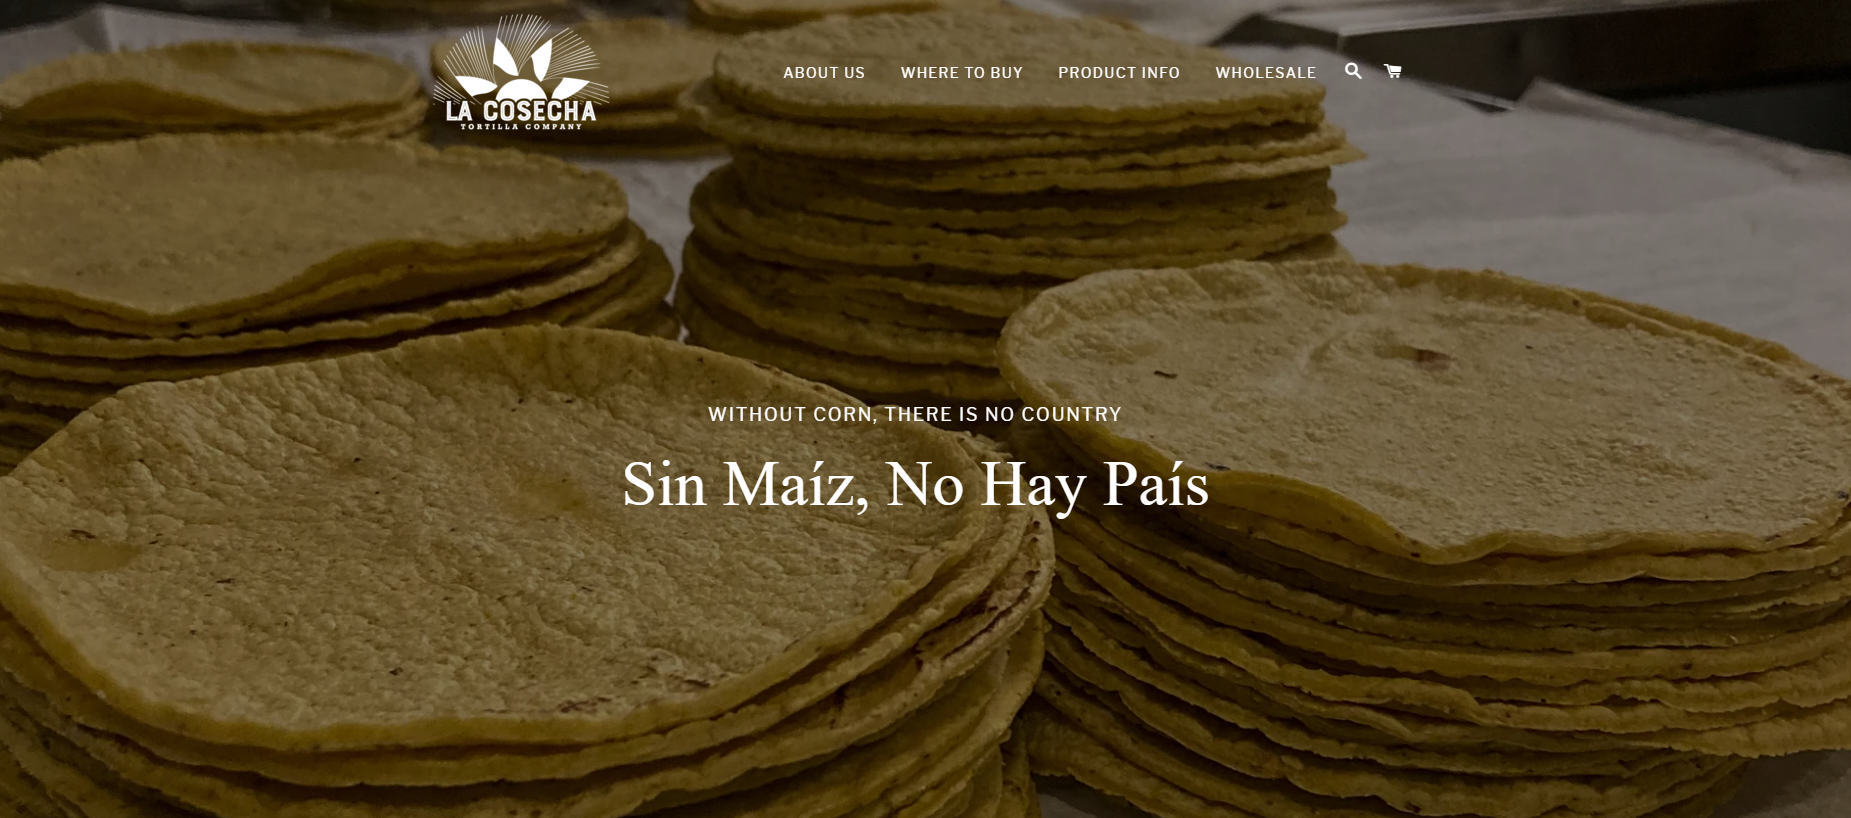 LA COSECHA
TORTILLA COMPANY
ABOUT US
WHERE TO BUY
PRODUCT INFO
WHOLESALE
WITHOUT CORN, THERE IS NO COUNTRY
Sin Maíz, No Hay País